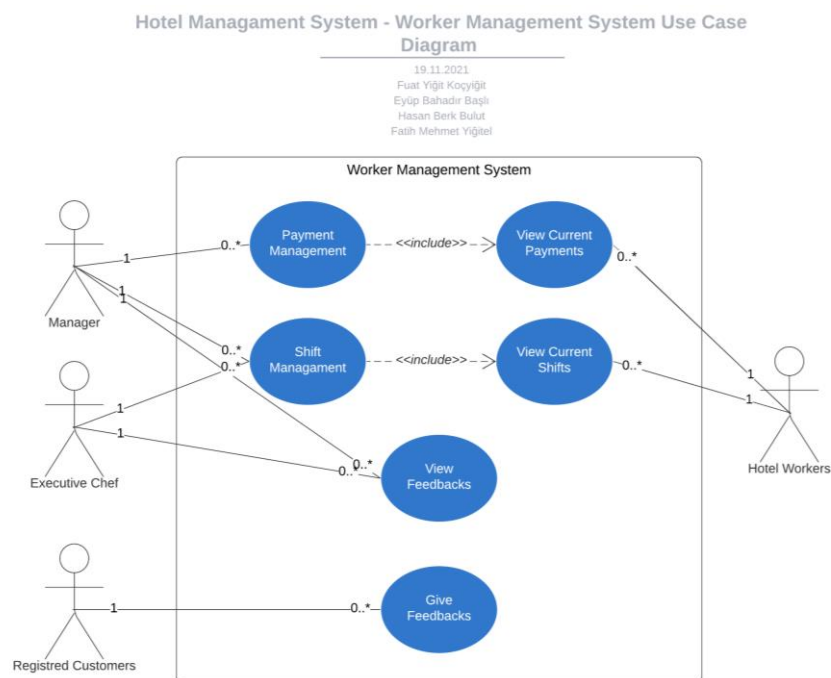 Hotel Managament System - Worker Management System Use Case
Diagram
19.11.2021
Fuat Yiğit Koçyiğit
Eyüp Bahadır Başlı
Hasan Berk Bulut
Fatih Mehmet Yiğitel
Worker Management System
Payment
Management
<<include>>
View Current
Payments
1
0..*
0..*
Manager
1
1
0..*
0..*
Shift
Managament
<<include>>
View Current
Shifts
0..*
1
1
Hotel Workers
1
1
Executive Chef
0..*
0..*
View
Feedbacks
Give
Feedbacks
1
0..*
Registred Customers